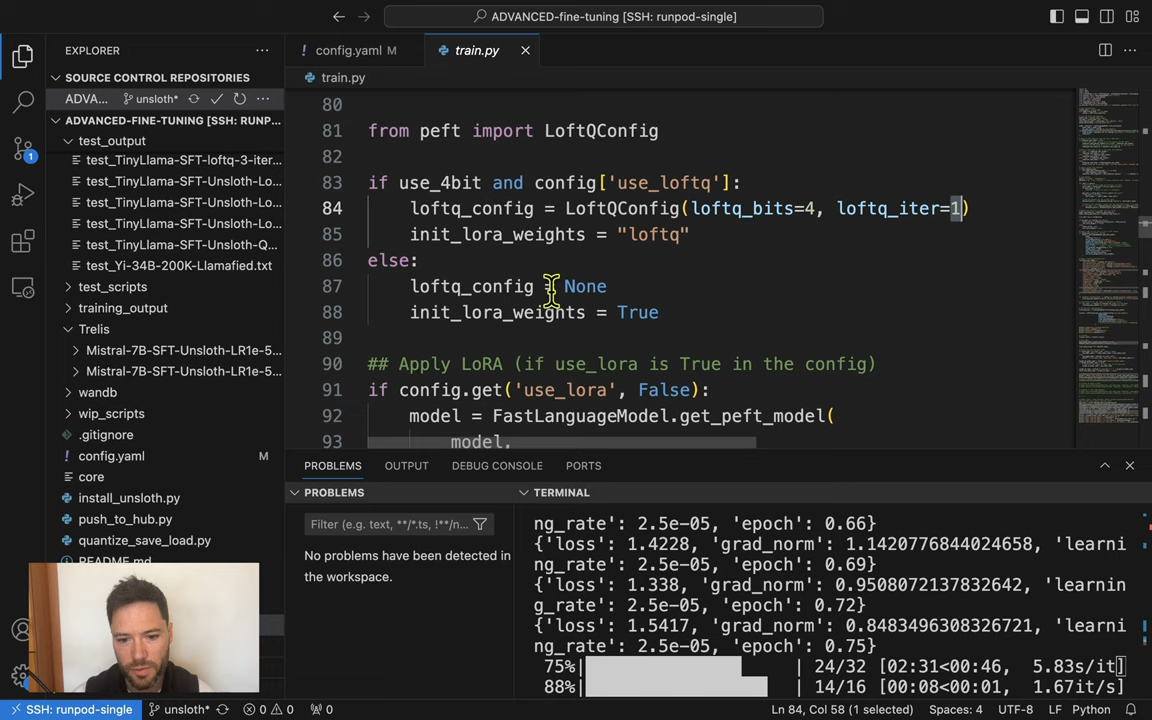 ADVANCED-fine-tuning [SSH: runpod-single]
EXPLORER
config.yaml M
train.py
SOURCE CONTROL REPOSITORIES
ADVA... unsloth*
ADVANCED-FINE-TUNING [SSH: RUNP...
test_output
test_TinyLlama-SFT-loftq-3-iter...
test_TinyLlama-SFT-Unsloth-Lo...
test_TinyLlama-SFT-Unsloth-Lo...
test_TinyLlama-SFT-Unsloth-Lo...
test_TinyLlama-SFT-Unsloth-Q...
test_Yi-34B-200K-Llamafied.txt
test_scripts
training_output
Trelis
Mistral-7B-SFT-Unsloth-LR1e-5...
Mistral-7B-SFT-Unsloth-LR1e-5...
wandb
wip_scripts
.gitignore
config.yaml M
core
install_unsloth.py
push_to_hub.py
quantize_save_load.py
README.md
1
train.py
80
81 from peft import LoftQConfig
82
83 if use_4bit and config['use_loftq']:
84 loftq_config = LoftQConfig(loftq_bits=4, loftq_iter=1)
85 init_lora_weights = "loftq"
86 else:
87 loftq_config = None
88 init_lora_weights = True
89
90 ## Apply LoRA (if use_lora is True in the config)
91 if config.get('use_lora', False):
92 model = FastLanguageModel.get_peft_model(
93 model,
PROBLEMS OUTPUT DEBUG CONSOLE PORTS
PROBLEMS
Filter (e.g. text, **/*.ts, !**/n...
No problems have been detected in
the workspace.
TERMINAL
ng_rate': 2.5e-05, 'epoch': 0.66}
{'loss': 1.4228, 'grad_norm': 1.1420776844024658, 'learni
ng_rate': 2.5e-05, 'epoch': 0.69}
{'loss': 1.338, 'grad_norm': 0.9508072137832642, 'learnin
g_rate': 2.5e-05, 'epoch': 0.72}
{'loss': 1.5417, 'grad_norm': 0.8483496308326721, 'learni
ng_rate': 2.5e-05, 'epoch': 0.75}
75%| | 24/32 [02:31<00:46, 5.83s/it]
88%| | 14/16 [00:08<00:01, 1.67it/s]
SSH: runpod-single unsloth* 0 0 0 Ln 84, Col 58 (1 selected) Spaces: 4 UTF-8 LF Python